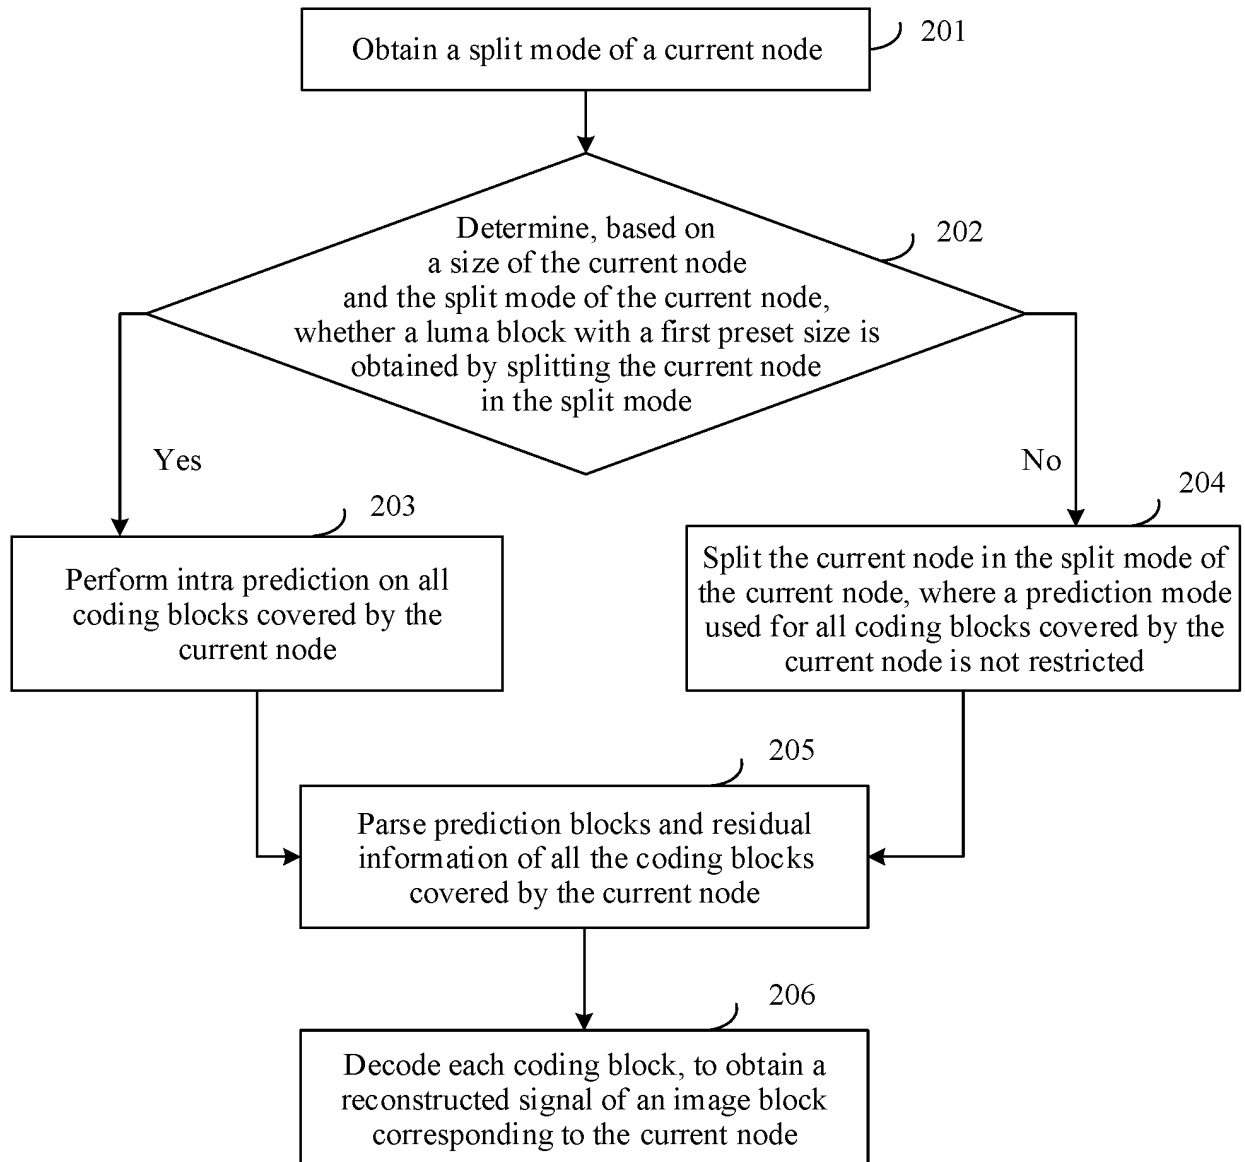 Obtain a split mode of a current node
201
Determine, based on
a size of the current node
and the split mode of the current node,
whether a luma block with a first preset size is
obtained by splitting the current node
in the split mode
202
Yes
No
203
Perform intra prediction on all
coding blocks covered by the
current node
204
Split the current node in the split mode of
the current node, where a prediction mode
used for all coding blocks covered by the
current node is not restricted
205
Parse prediction blocks and residual
information of all the coding blocks
covered by the current node
206
Decode each coding block, to obtain a
reconstructed signal of an image block
corresponding to the current node